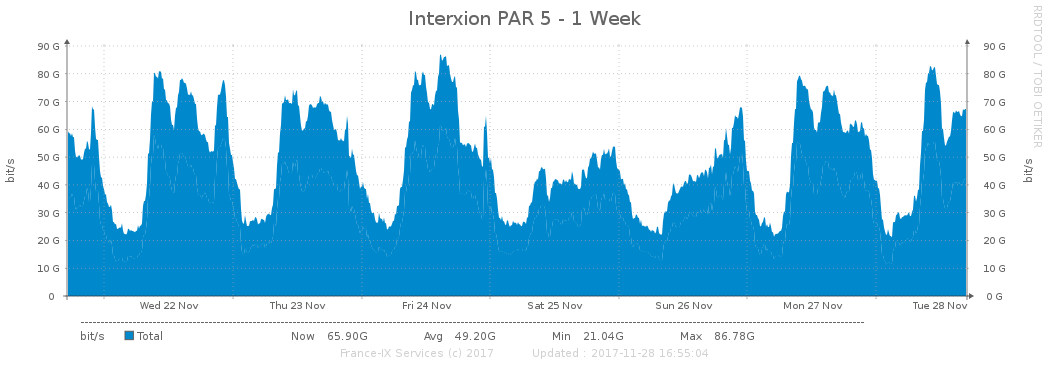 Interxion PAR 5 - 1 Week
RRDTOOL / TOBI OETIKER
bit/s
90 G
80 G
70 G
60 G
50 G
40 G
30 G
20 G
10 G
0
90 G
80 G
70 G
60 G
50 G
40 G
30 G
20 G
10 G
0 G
bit/s
Wed 22 Nov Thu 23 Nov Fri 24 Nov Sat 25 Nov Sun 26 Nov Mon 27 Nov Tue 28 Nov
bit/s Total Now 65.90G Avg 49.20G Min 21.04G Max 86.78G
France-IX Services (c) 2017 Updated : 2017-11-28 16:55:04